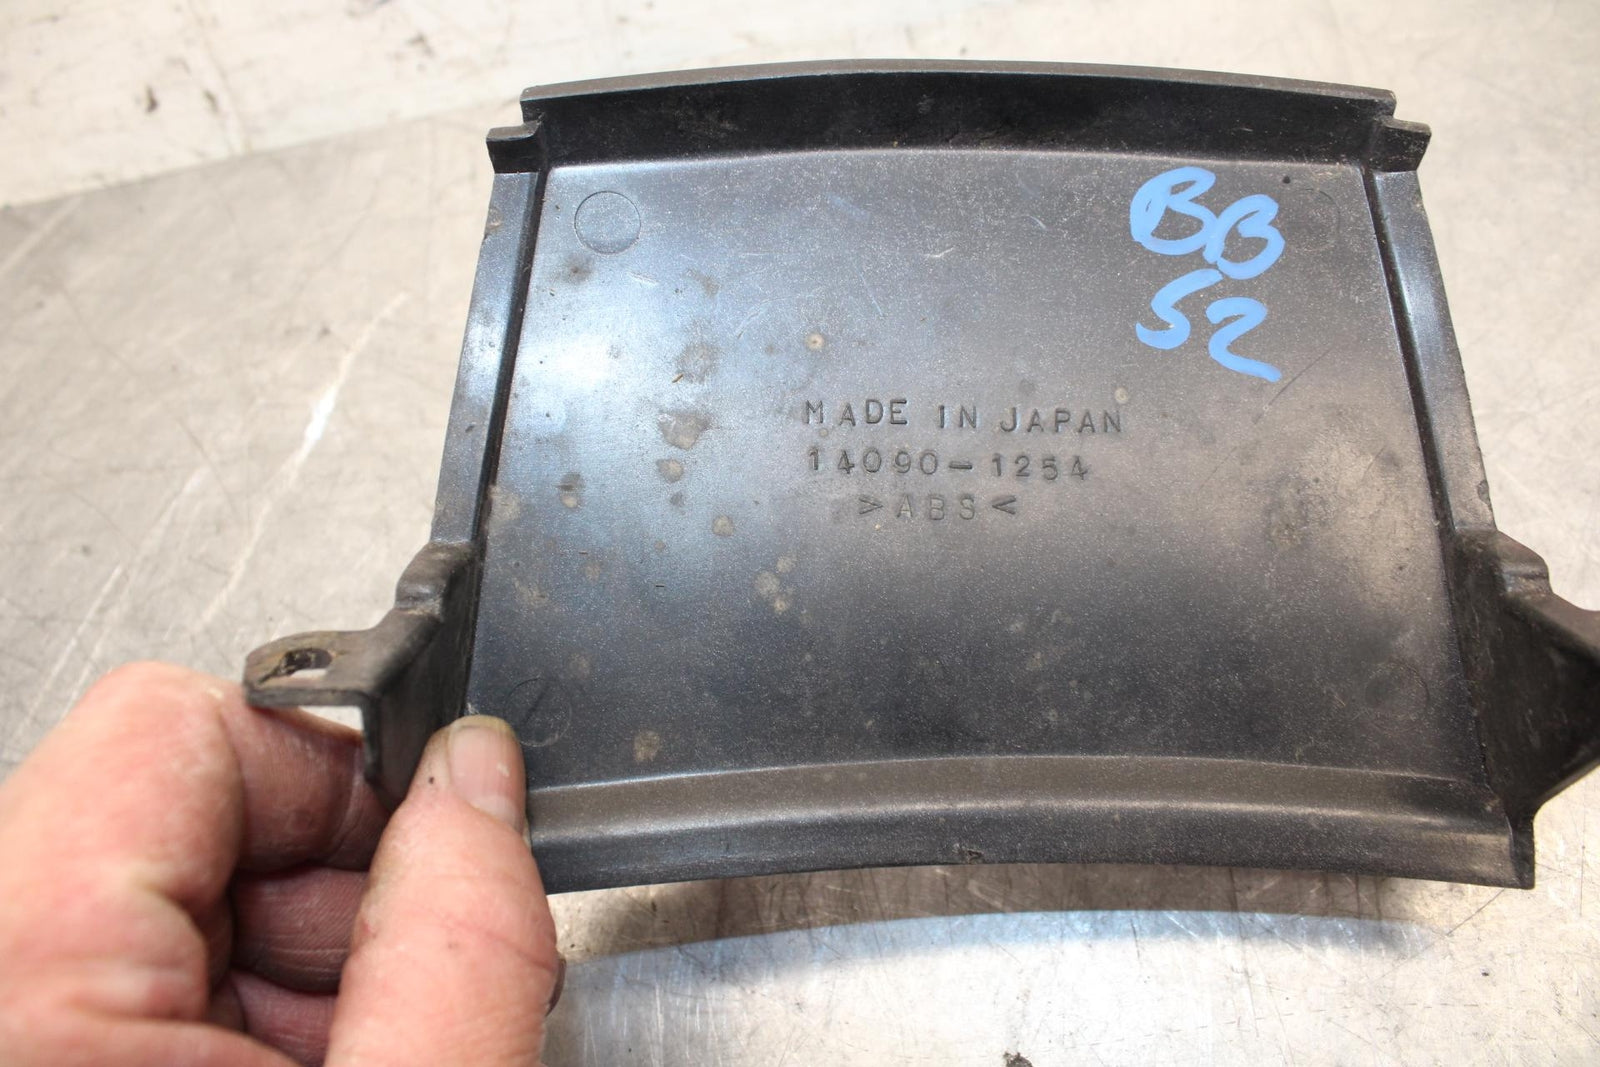 BB
52
MADE IN JAPAN
14090-1254
>ABS<